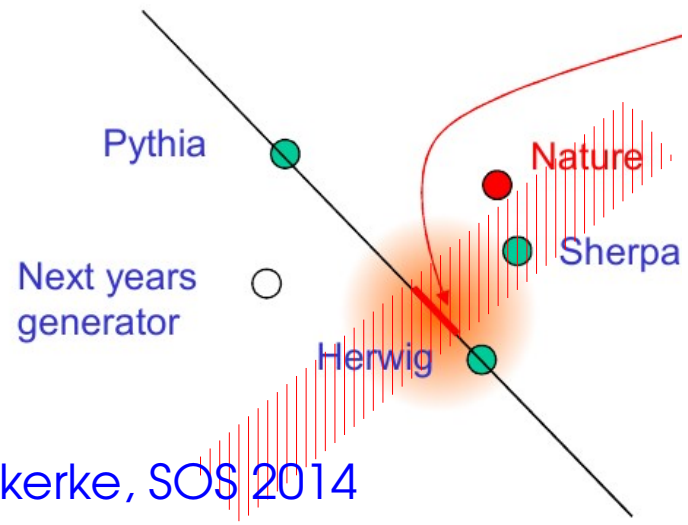 Pythia
Nature
Sherpa
Next years
generator
Herwig
kerke, SOS 2014